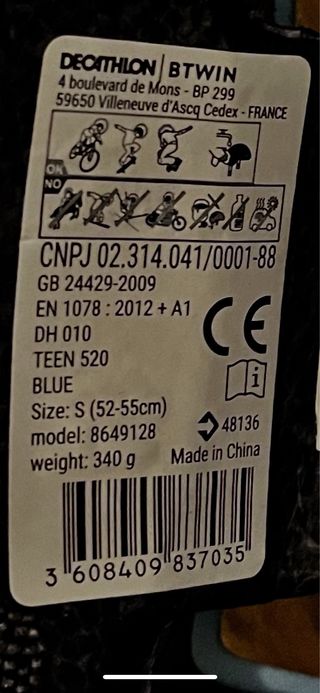 DECATHLON | BTWIN
4 boulevard de Mons - BP 299
59650 Villeneuve d'Ascq Cedex - FRANCE
OK
NO
CNPJ 02.314.041/0001-88
GB 24429-2009
EN 1078 : 2012 + A1
DH 010
TEEN 520
BLUE
Size: S (52-55cm)
model: 8649128
weight: 340 g
CE
i
48136
Made in China
3 608409 837035